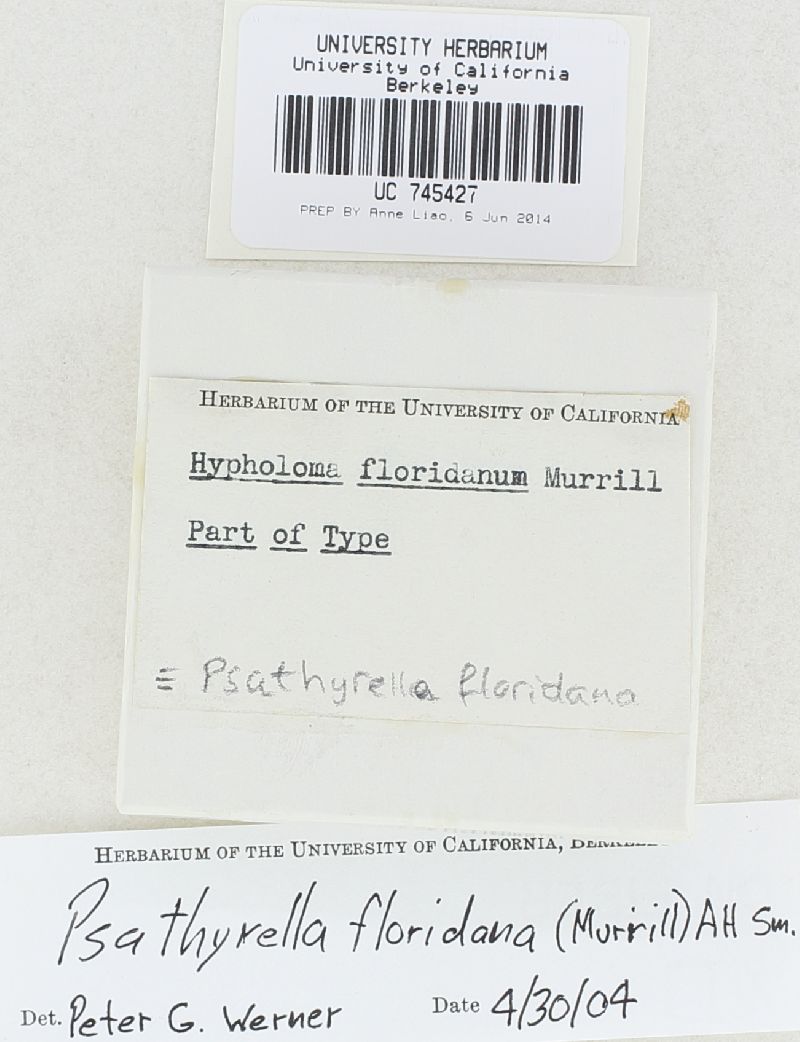 UNIVERSITY HERBARIUM
University of California
Berkeley
UC 745427
PREP BY Anne Liao, 6 Jun 2014
HERBARIUM OF THE UNIVERSITY OF CALIFORNIA
Hypholoma floridanum Murrill
Part of Type
= Psathyrella floridana
HERBARIUM OF THE UNIVERSITY OF CALIFORNIA,
Psathyrella floridana (Murrill) AH Sm.
Det. Peter G. Werner Date 4/30/04